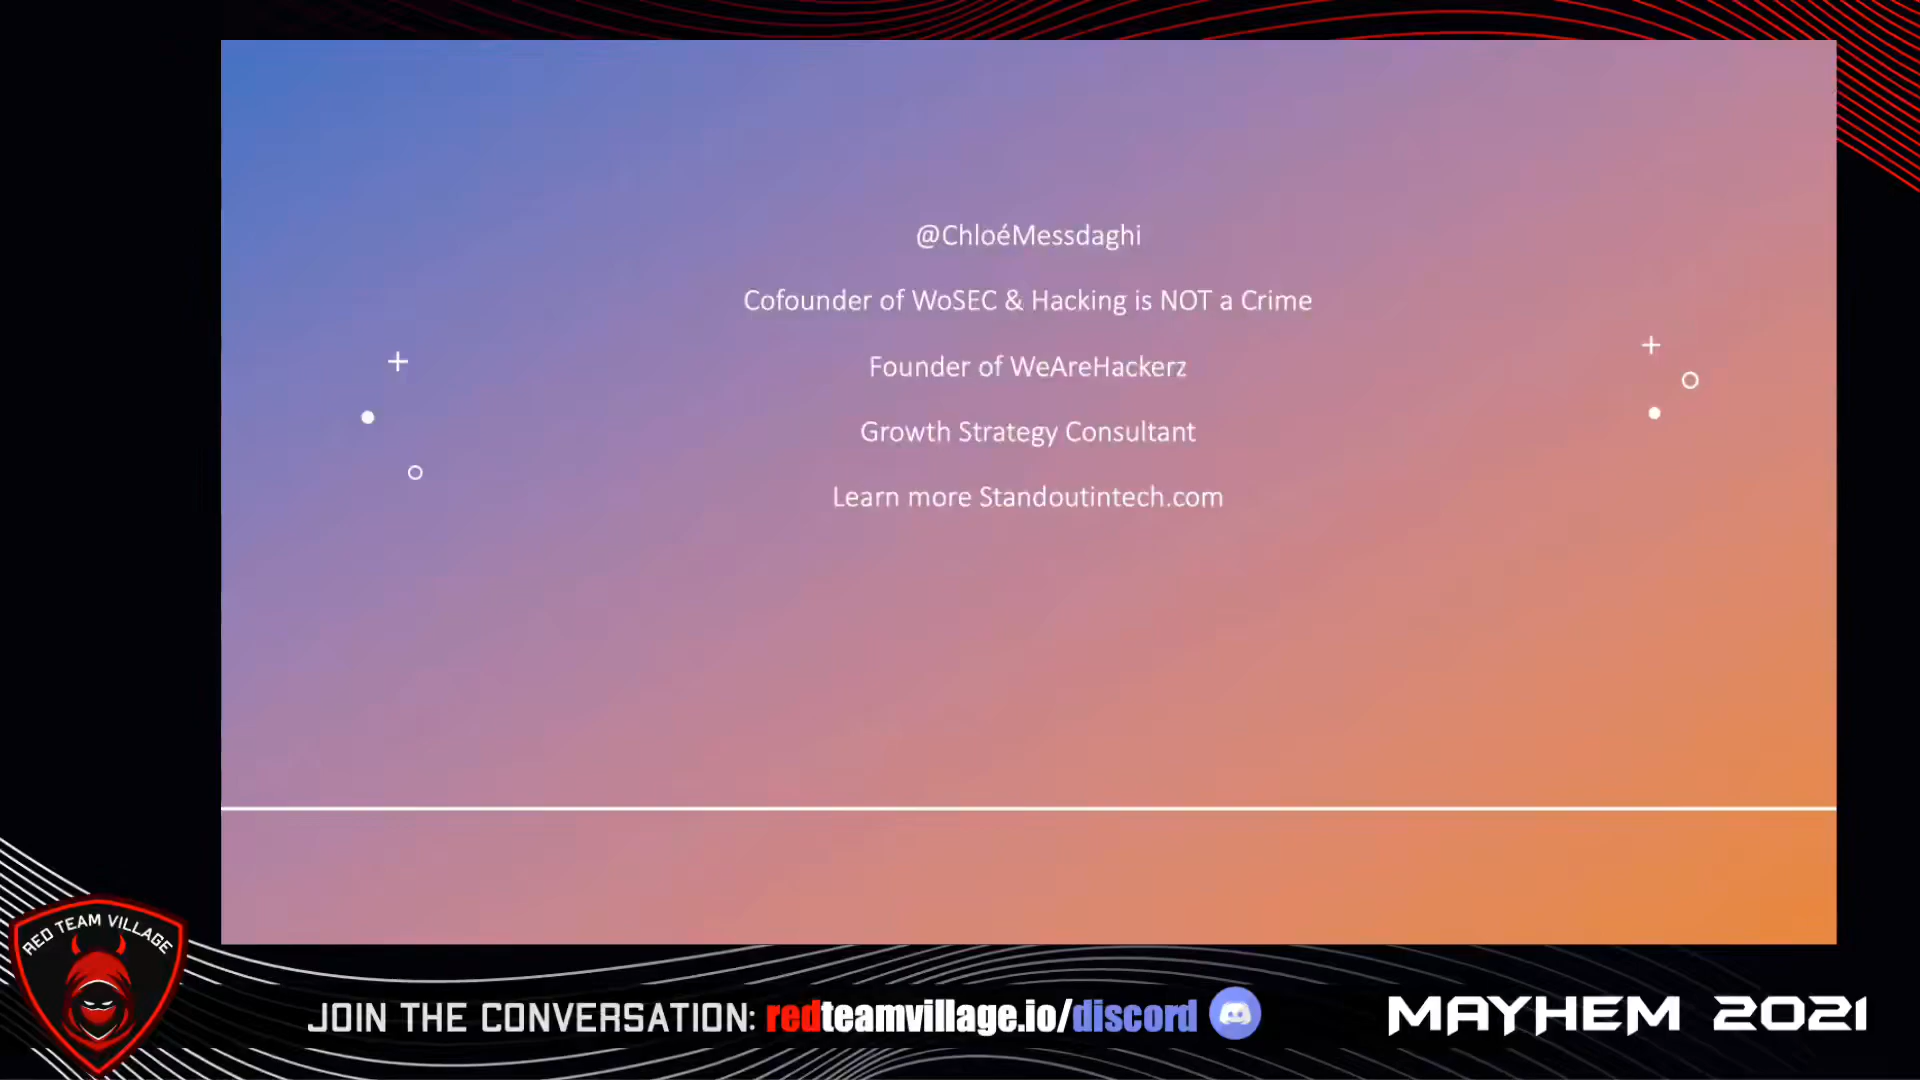 @ChloéMessdaghi
Cofounder of WoSEC & Hacking is NOT a Crime
Founder of WeAreHackerz
Growth Strategy Consultant
Learn more Standoutintech.com
RED TEAM VILLAGE
JOIN THE CONVERSATION: redteamvillage.io/discord
MAYHEM 2021